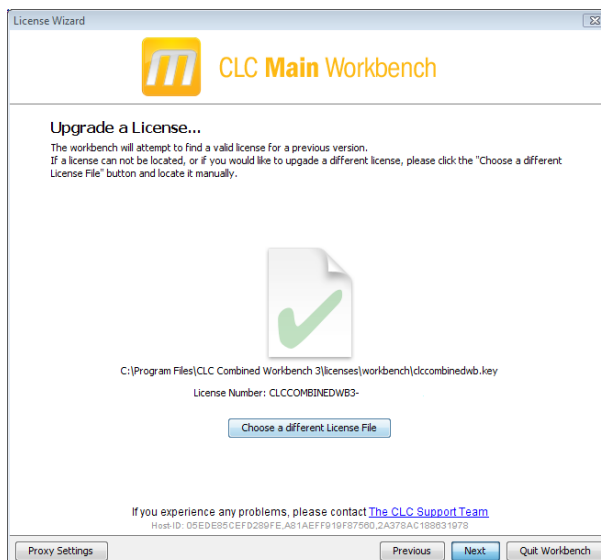 License Wizard
CLC Main Workbench
Upgrade a License...
The workbench will attempt to find a valid license for a previous version.
If a license can not be located, or if you would like to upgade a different license, please click the "Choose a different
License File" button and locate it manually.
C:\Program Files\CLC Combined Workbench 3\licenses\workbench\clccombinedwb.key
License Number: CLCCOMBINEDWB3-
Choose a different License File
If you experience any problems, please contact The CLC Support Team
Host-ID: 05EDE85CEFD289FE,A81AEFF919F87560,2A378AC188631978
Proxy Settings
Previous
Next
Quit Workbench